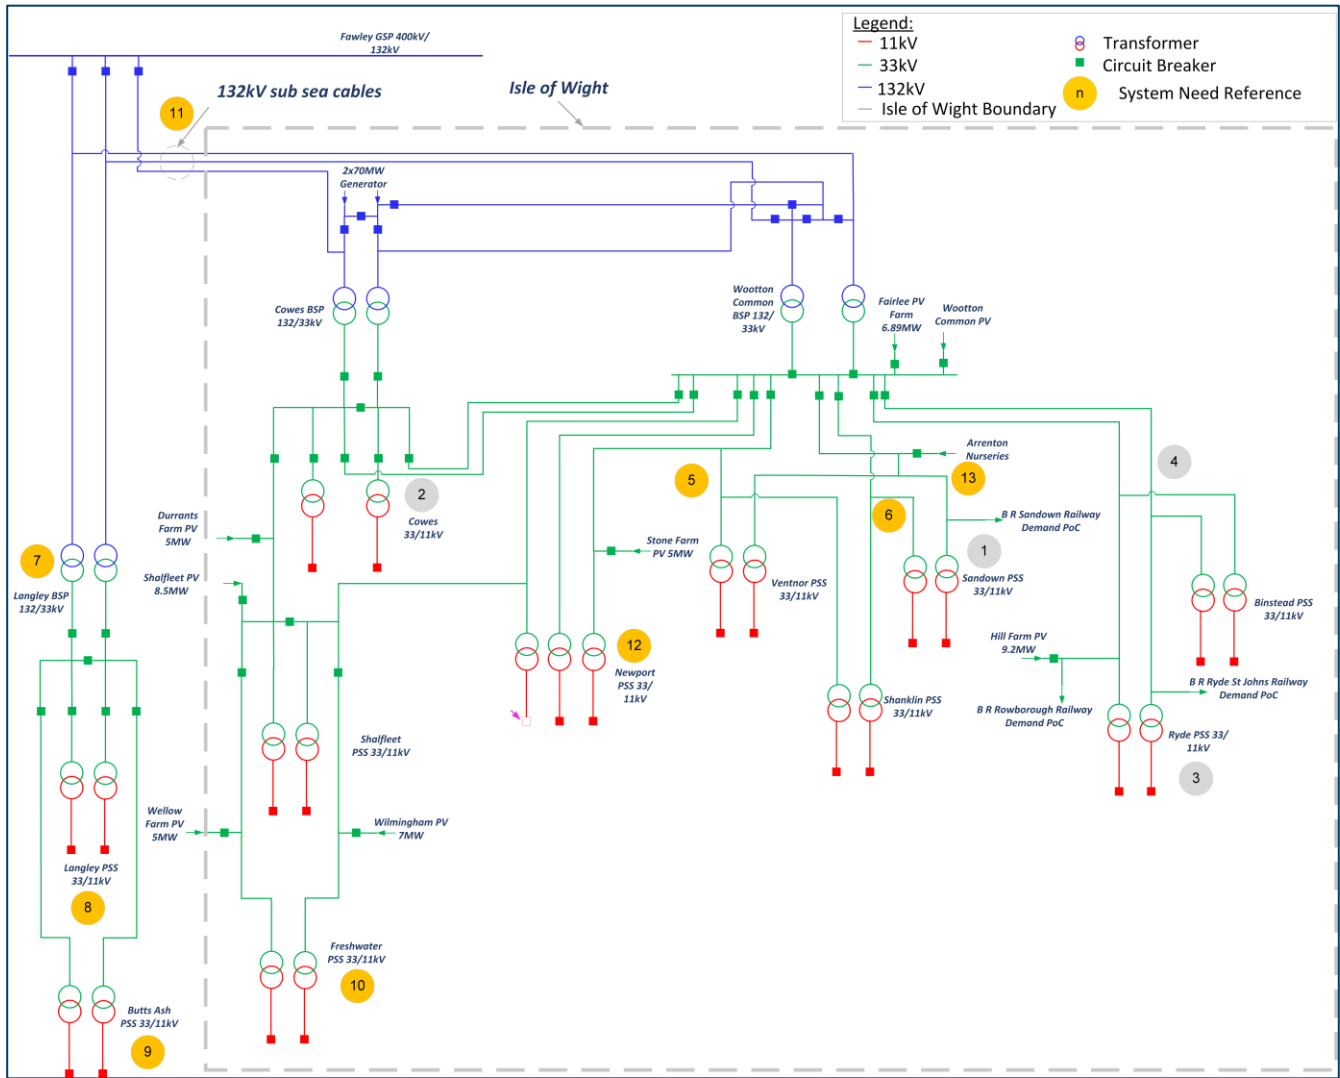 Fawley GSP 400kV/
132kV
Legend:
11kV
33kV
132kV
Isle of Wight Boundary
Transformer
Circuit Breaker
n
System Need Reference
132kV sub sea cables
Isle of Wight
11
2x70MW
Generator
Cowes BSP
132/33kV
Wootton
Common
BSP 132/
33kV
Fairlee PV
Farm
6.89MW
Wootton
Common PV
Arrenton
Nurseries
13
4
5
2
Cowes
33/11kV
6
B R Sandown Railway
Demand PoC
Durrants
Farm PV
5MW
Stone Farm
PV 5MW
1
7
Langley BSP
132/33kV
Shalfleet PV
8.5MW
Ventnor PSS
33/11kV
Sandown PSS
33/11kV
Binstead PSS
33/11kV
12
Newport
PSS 33/
11kV
Hill Farm PV
9.2MW
B R Ryde St Johns Railway
Demand PoC
Shanklin PSS
33/11kV
B R Rowborough Railway
Demand PoC
Ryde PSS 33/
11kV
Shalfleet
PSS 33/11kV
3
Wellow
Farm PV
5MW
Wilmingham PV
7MW
Langley PSS
33/11kV
8
Freshwater
PSS 33/11kV
10
Butts Ash
PSS 33/11kV
9